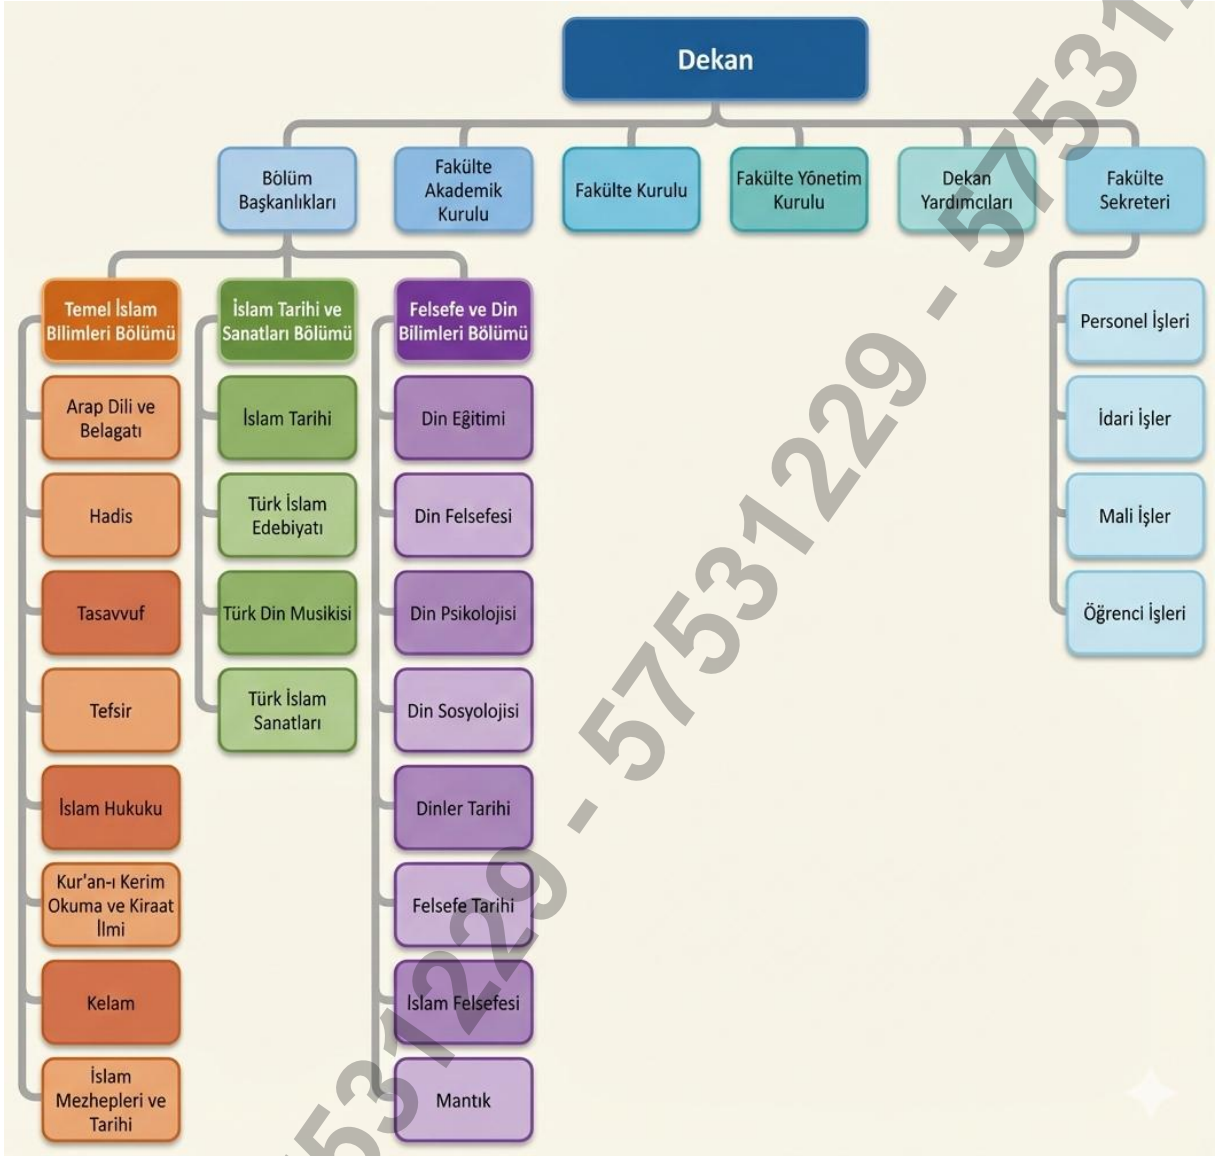 Dekan
Bölüm
Başkanlıkları
Fakülte
Akademik
Kurulu
Fakülte Kurulu
Fakülte Yönetim
Kurulu
Dekan
Yardımcıları
Fakülte
Sekreteri
Temel İslam
Bilimleri Bölümü
Arap Dili ve
Belagatı
Hadis
Tasavvuf
Tefsir
İslam Hukuku
Kur'an-ı Kerim
Okuma ve Kiraat
İlmi
Kelam
İslam
Mezhepleri ve
Tarihi
İslam Tarihi ve
Sanatları Bölümü
İslam Tarihi
Türk İslam
Edebiyatı
Türk Din Musikisi
Türk İslam
Sanatları
Felsefe ve Din
Bilimleri Bölümü
Din Eğitimi
Din Felsefesi
Din Psikolojisi
Din Sosyolojisi
Dinler Tarihi
Felsefe Tarihi
İslam Felsefesi
Mantık
Personel İşleri
İdari İşler
Mali İşler
Öğrenci İşleri
57531229 - 57531229 - 575312